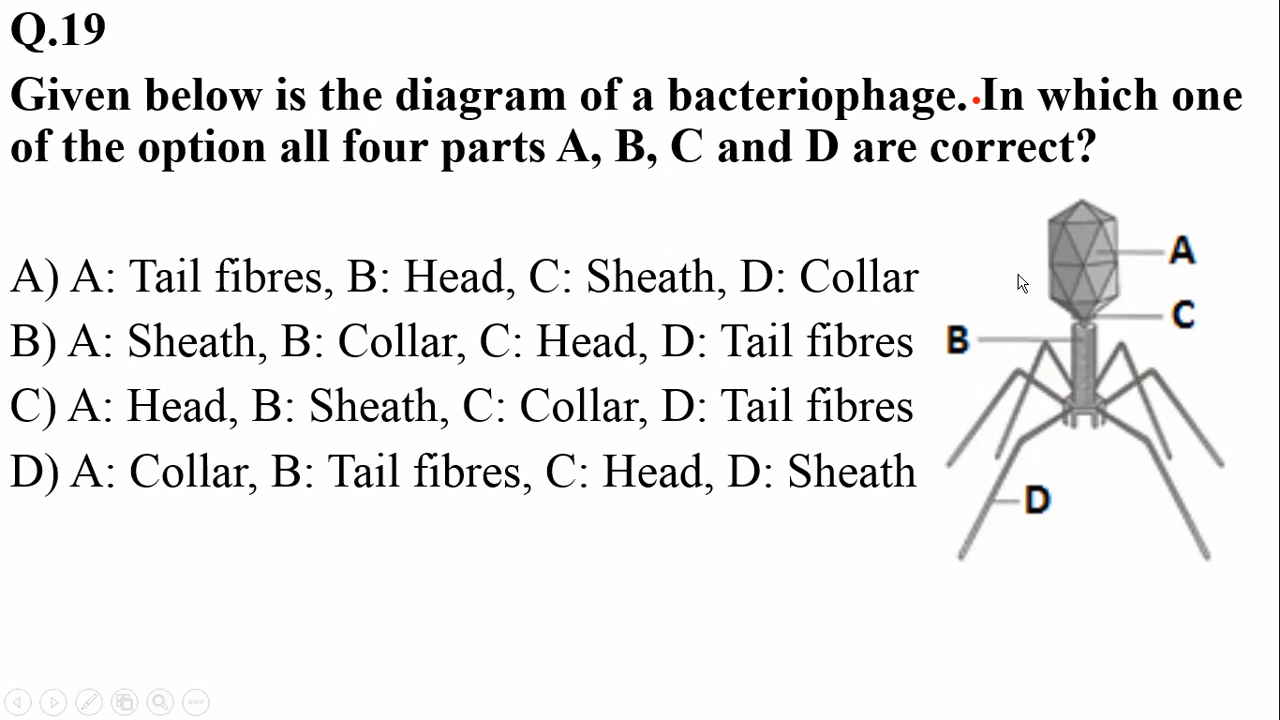 Q.19
Given below is the diagram of a bacteriophage. In which one
of the option all four parts A, B, C and D are correct?
A) A: Tail fibres, B: Head, C: Sheath, D: Collar
B) A: Sheath, B: Collar, C: Head, D: Tail fibres
C) A: Head, B: Sheath, C: Collar, D: Tail fibres
D) A: Collar, B: Tail fibres, C: Head, D: Sheath
A
C
B
D